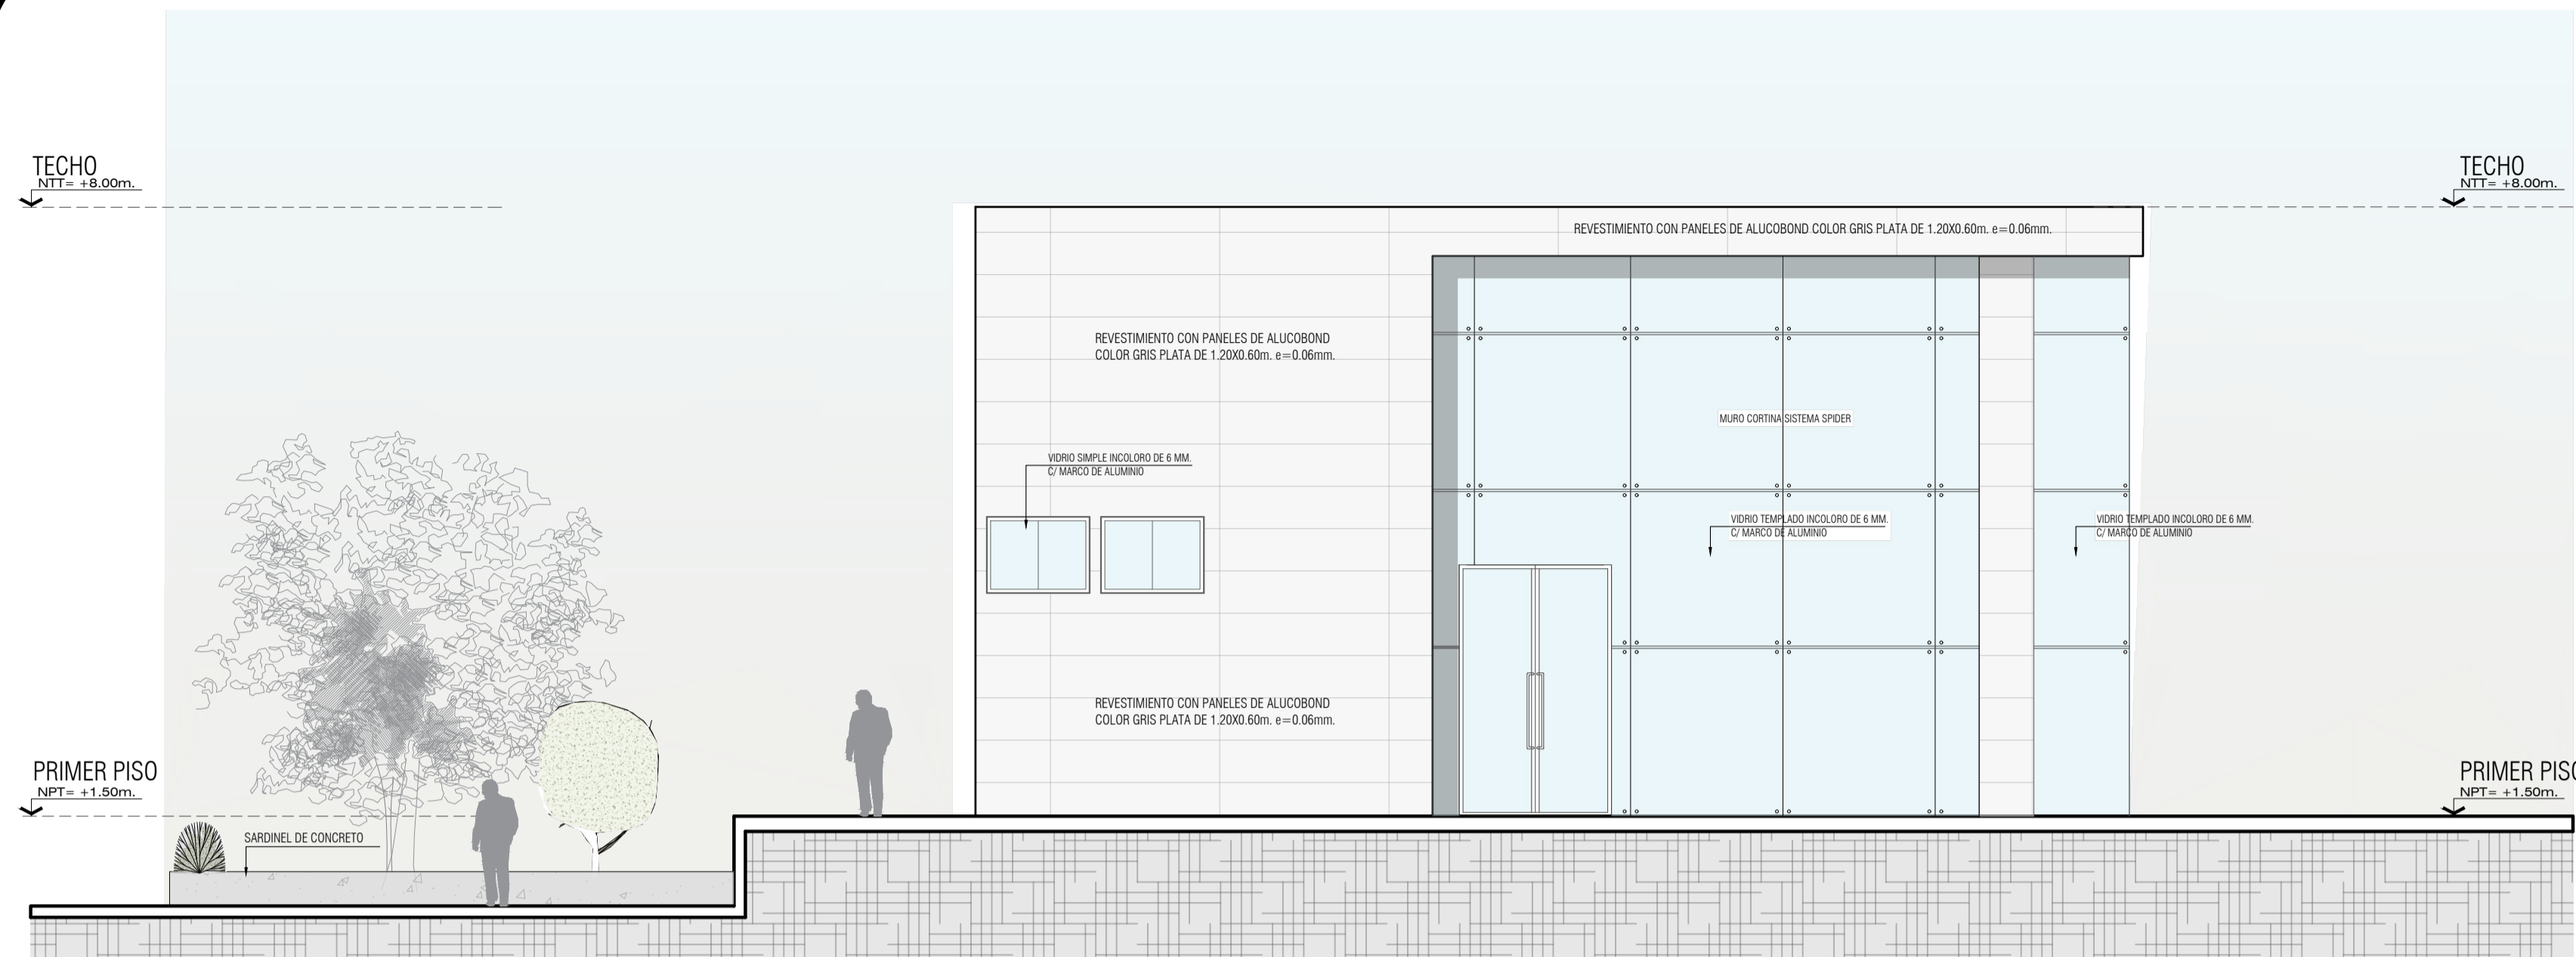 TECHO
NTT= +8.00m.
TECHO
NTT= +8.00m.
REVESTIMIENTO CON PANELES DE ALUCOBOND COLOR GRIS PLATA DE 1.20X0.60m. e=0.06mm.
REVESTIMIENTO CON PANELES DE ALUCOBOND
COLOR GRIS PLATA DE 1.20X0.60m. e=0.06mm.
MURO CORTINA SISTEMA SPIDER
VIDRIO SIMPLE INCOLORO DE 6 MM.
C/ MARCO DE ALUMINIO
VIDRIO TEMPLADO INCOLORO DE 6 MM.
C/ MARCO DE ALUMINIO
VIDRIO TEMPLADO INCOLORO DE 6 MM.
C/ MARCO DE ALUMINIO
REVESTIMIENTO CON PANELES DE ALUCOBOND
COLOR GRIS PLATA DE 1.20X0.60m. e=0.06mm.
PRIMER PISO
NPT= +1.50m.
PRIMER PISO
NPT= +1.50m.
SARDINEL DE CONCRETO